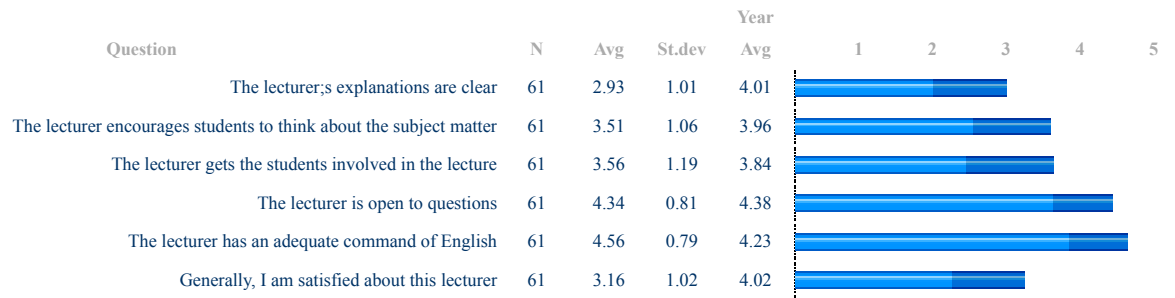 Year
Question N Avg St.dev Avg 1 2 3 4 5
The lecturer;s explanations are clear 61 2.93 1.01 4.01
The lecturer encourages students to think about the subject matter 61 3.51 1.06 3.96
The lecturer gets the students involved in the lecture 61 3.56 1.19 3.84
The lecturer is open to questions 61 4.34 0.81 4.38
The lecturer has an adequate command of English 61 4.56 0.79 4.23
Generally, I am satisfied about this lecturer 61 3.16 1.02 4.02